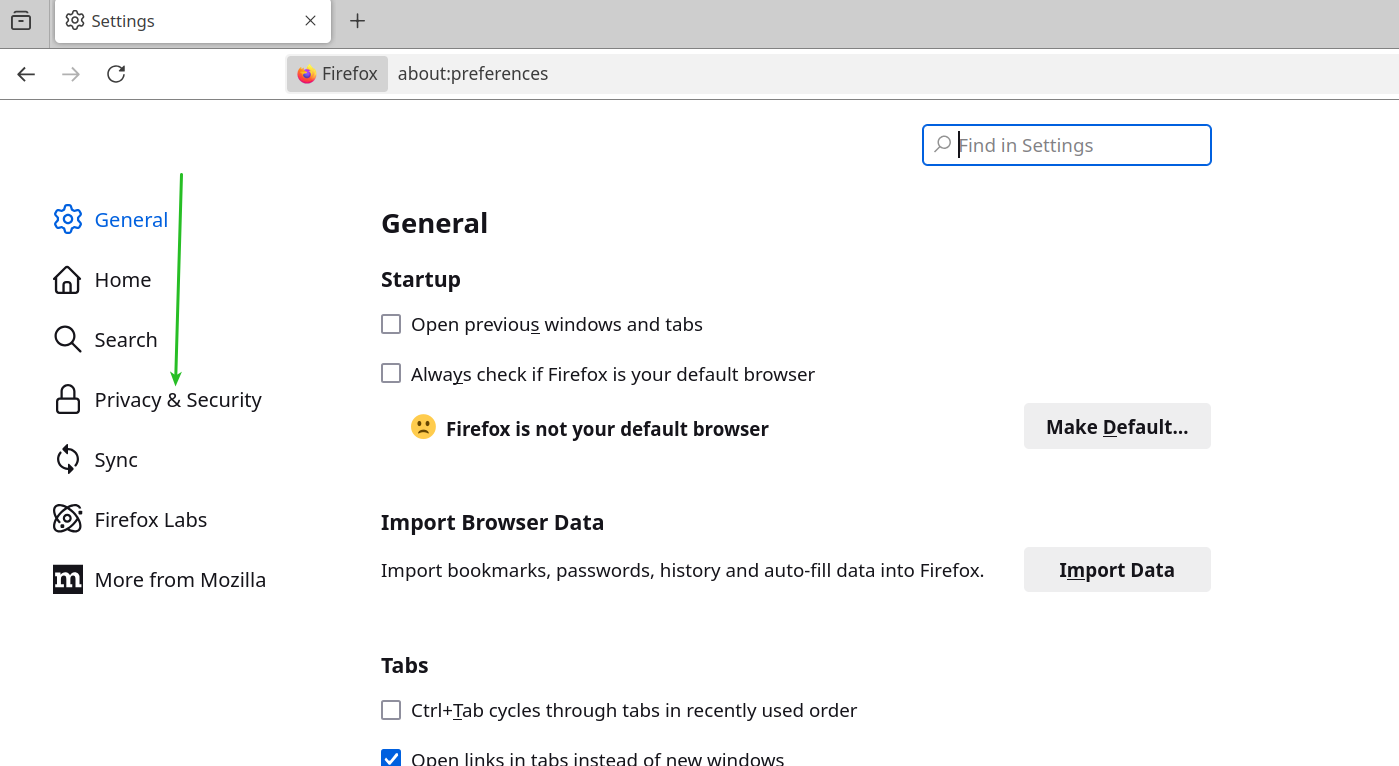 Settings
Firefox about:preferences
Find in Settings
General
Home
Search
Privacy & Security
Sync
Firefox Labs
m More from Mozilla
General
Startup
Open previous windows and tabs
Always check if Firefox is your default browser
Firefox is not your default browser
Make Default...
Import Browser Data
Import bookmarks, passwords, history and auto-fill data into Firefox.
Import Data
Tabs
Ctrl+Tab cycles through tabs in recently used order
Open links in tabs instead of new windows